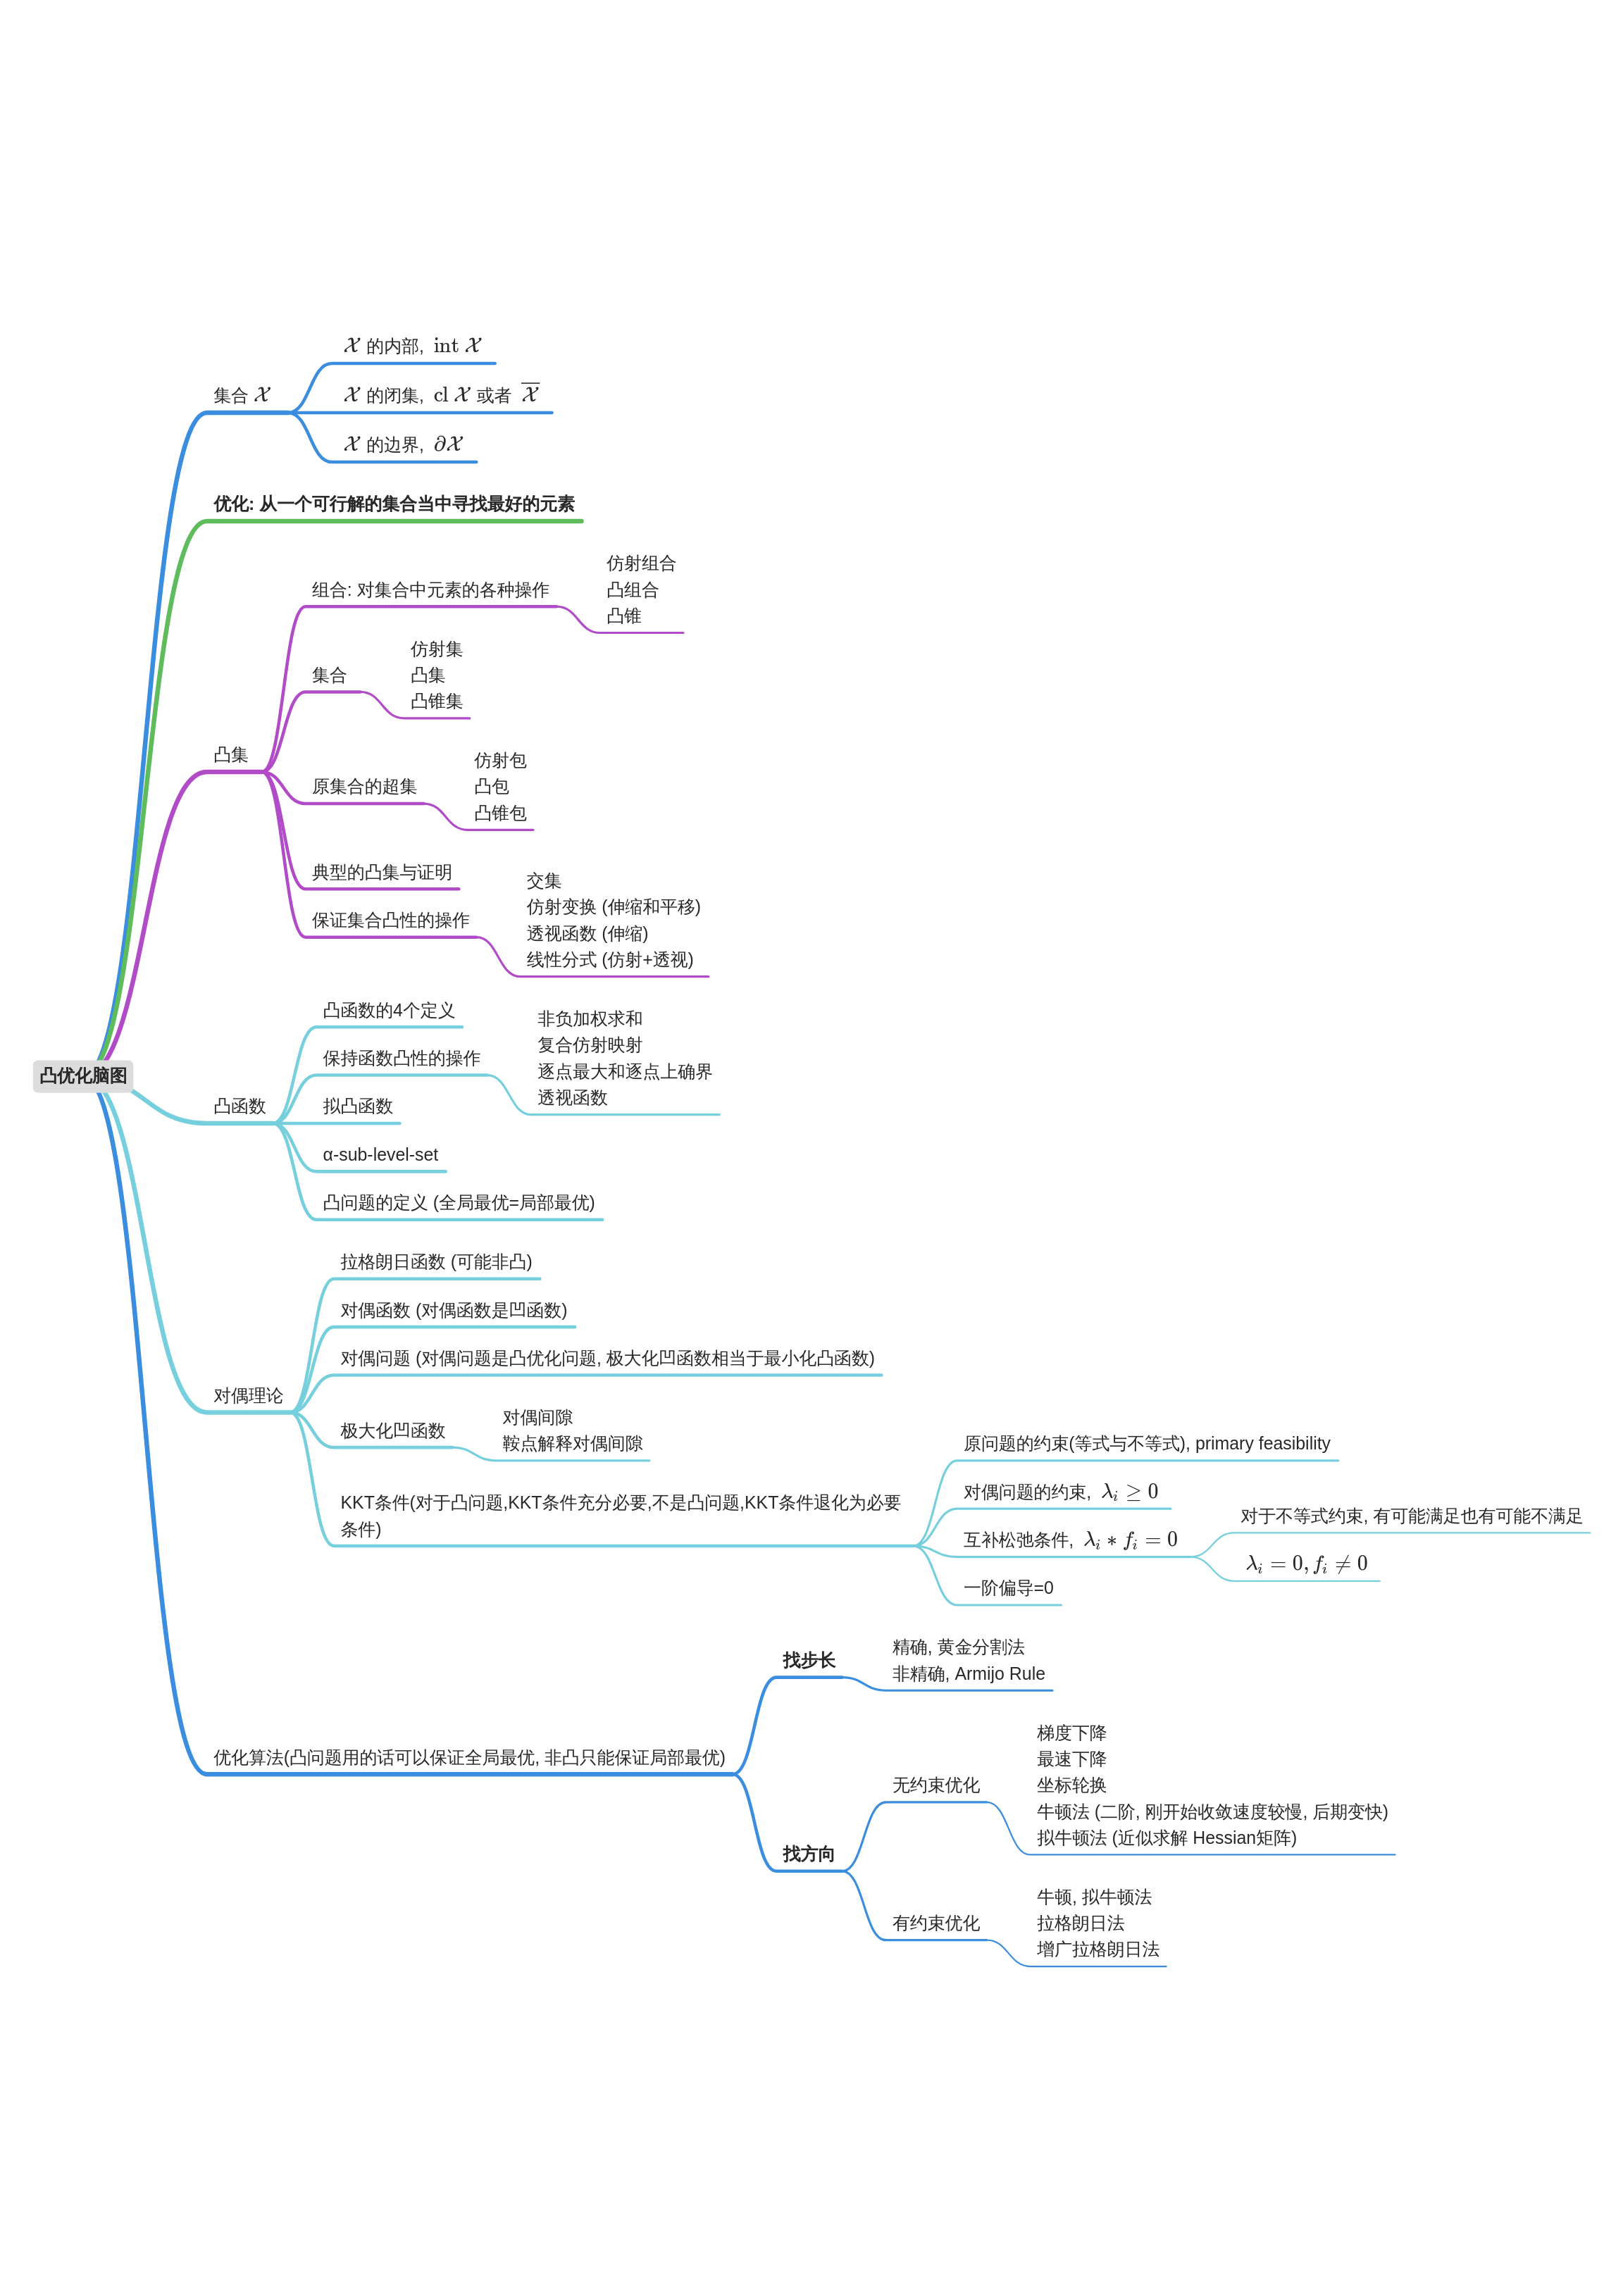 凸优化脑图
集合 𝒳
𝒳 的内部, int 𝒳
𝒳 的闭集, cl 𝒳 或者 $\overline{𝒳}$
𝒳 的边界, ∂𝒳
优化: 从一个可行解的集合当中寻找最好的元素
凸集
组合: 对集合中元素的各种操作
仿射组合
凸组合
凸锥
集合
仿射集
凸集
凸锥集
原集合的超集
仿射包
凸包
凸锥包
典型的凸集与证明
保证集合凸性的操作
交集
仿射变换 (伸缩和平移)
透视函数 (伸缩)
线性分式 (仿射+透视)
凸函数
凸函数的4个定义
保持函数凸性的操作
非负加权求和
复合仿射映射
逐点最大和逐点上确界
透视函数
拟凸函数
α-sub-level-set
凸问题的定义 (全局最优=局部最优)
对偶理论
拉格朗日函数 (可能非凸)
对偶函数 (对偶函数是凹函数)
对偶问题 (对偶问题是凸优化问题, 极大化凹函数相当于最小化凸函数)
极大化凹函数
对偶间隙
鞍点解释对偶间隙
KKT条件(对于凸问题,KKT条件充分必要,不是凸问题,KKT条件退化为必要
条件)
原问题的约束(等式与不等式), primary feasibility
对偶问题的约束, λᵢ ≥ 0
互补松弛条件, λᵢ ∗ fᵢ = 0
对于不等式约束, 有可能满足也有可能不满足
λᵢ = 0, fᵢ ≠ 0
一阶偏导=0
优化算法(凸问题用的话可以保证全局最优, 非凸只能保证局部最优)
找步长
精确, 黄金分割法
非精确, Armijo Rule
找方向
无约束优化
梯度下降
最速下降
坐标轮换
牛顿法 (二阶, 刚开始收敛速度较慢, 后期变快)
拟牛顿法 (近似求解 Hessian矩阵)
有约束优化
牛顿, 拟牛顿法
拉格朗日法
增广拉格朗日法